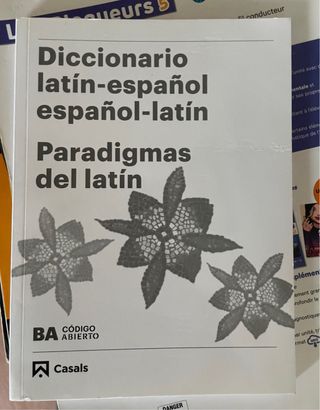 Diccionario
latín-español
español-latín
Paradigmas
del latín
BA CÓDIGO
ABIERTO
Casals
conducteur
DANGER